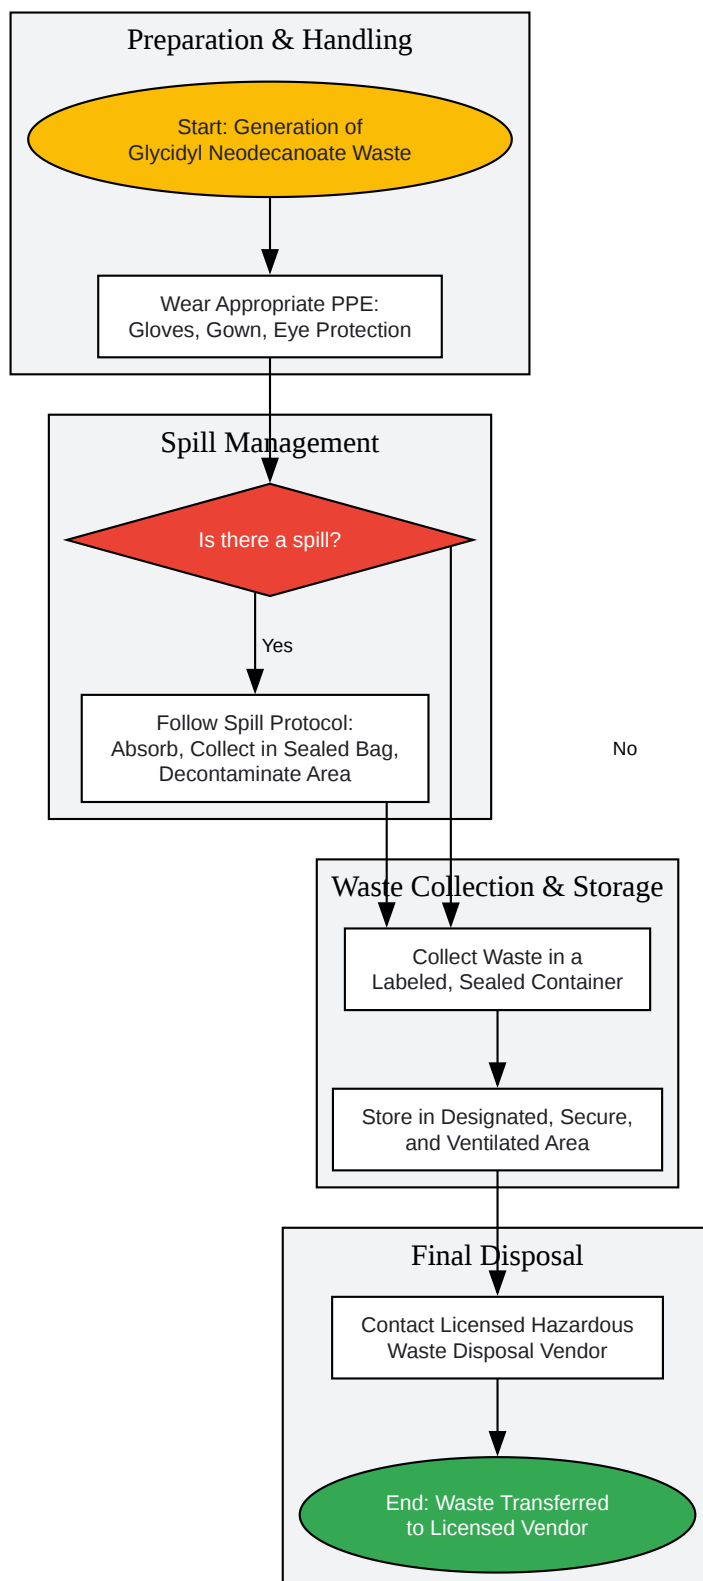 Preparation & Handling
Start: Generation of
Glycidyl Neodecanoate Waste
Wear Appropriate PPE:
Gloves, Gown, Eye Protection
Spill Management
Is there a spill?
Yes
Follow Spill Protocol:
Absorb, Collect in Sealed Bag,
Decontaminate Area
No
Waste Collection & Storage
Collect Waste in a
Labeled, Sealed Container
Store in Designated, Secure,
and Ventilated Area
Final Disposal
Contact Licensed Hazardous
Waste Disposal Vendor
End: Waste Transferred
to Licensed Vendor